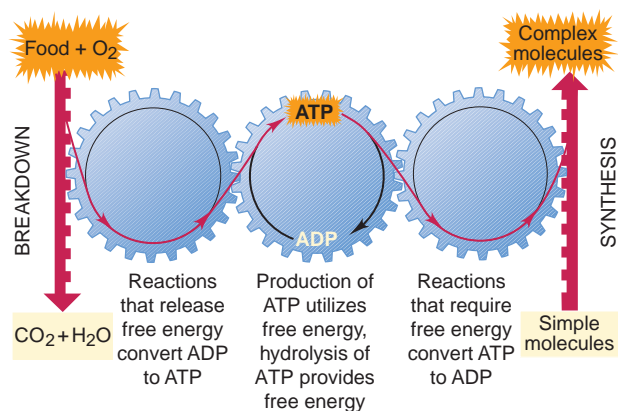 Food + O₂
Complex
molecules
ATP
BREAKDOWN
SYNTHESIS
ADP
CO₂+H₂O
Reactions
that release
free energy
convert ADP
to ATP
Production of
ATP utilizes
free energy,
hydrolysis of
ATP provides
free energy
Reactions
that require
free energy
convert ATP
to ADP
Simple
molecules